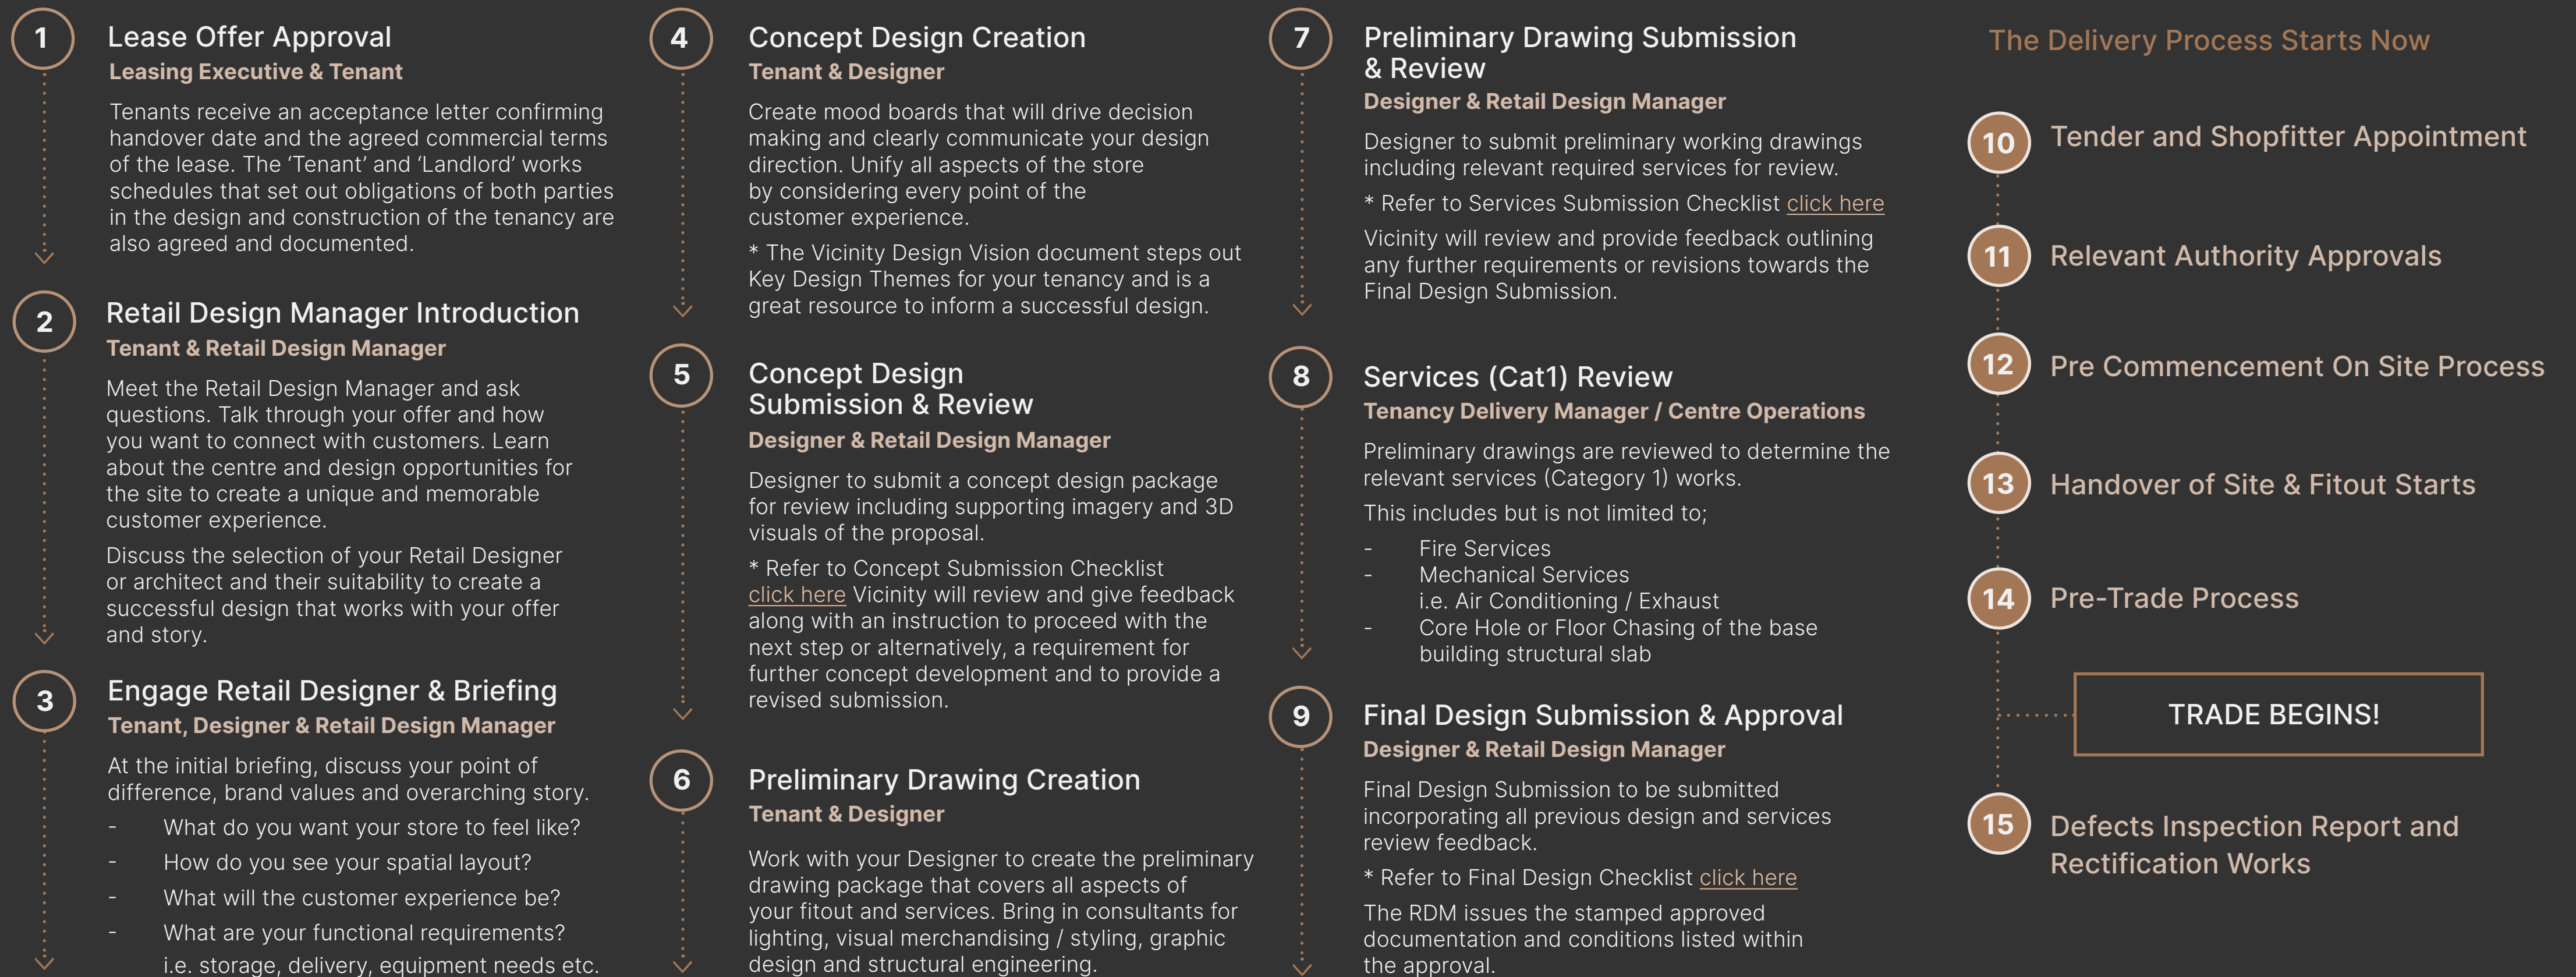 1
Lease Offer Approval
Leasing Executive & Tenant
Tenants receive an acceptance letter confirming
handover date and the agreed commercial terms
of the lease. The ‘Tenant’ and ‘Landlord’ works
schedules that set out obligations of both parties
in the design and construction of the tenancy are
also agreed and documented.
2
Retail Design Manager Introduction
Tenant & Retail Design Manager
Meet the Retail Design Manager and ask
questions. Talk through your offer and how
you want to connect with customers. Learn
about the centre and design opportunities for
the site to create a unique and memorable
customer experience.
Discuss the selection of your Retail Designer
or architect and their suitability to create a
successful design that works with your offer
and story.
3
Engage Retail Designer & Briefing
Tenant, Designer & Retail Design Manager
At the initial briefing, discuss your point of
difference, brand values and overarching story.
- What do you want your store to feel like?
- How do you see your spatial layout?
- What will the customer experience be?
- What are your functional requirements?
i.e. storage, delivery, equipment needs etc.
4
Concept Design Creation
Tenant & Designer
Create mood boards that will drive decision
making and clearly communicate your design
direction. Unify all aspects of the store
by considering every point of the
customer experience.
* The Vicinity Design Vision document steps out
Key Design Themes for your tenancy and is a
great resource to inform a successful design.
5
Concept Design
Submission & Review
Designer & Retail Design Manager
Designer to submit a concept design package
for review including supporting imagery and 3D
visuals of the proposal.
* Refer to Concept Submission Checklist
click here Vicinity will review and give feedback
along with an instruction to proceed with the
next step or alternatively, a requirement for
further concept development and to provide a
revised submission.
6
Preliminary Drawing Creation
Tenant & Designer
Work with your Designer to create the preliminary
drawing package that covers all aspects of
your fitout and services. Bring in consultants for
lighting, visual merchandising / styling, graphic
design and structural engineering.
7
Preliminary Drawing Submission
& Review
Designer & Retail Design Manager
Designer to submit preliminary working drawings
including relevant required services for review.
* Refer to Services Submission Checklist click here
Vicinity will review and provide feedback outlining
any further requirements or revisions towards the
Final Design Submission.
8
Services (Cat1) Review
Tenancy Delivery Manager / Centre Operations
Preliminary drawings are reviewed to determine the
relevant services (Category 1) works.
This includes but is not limited to;
- Fire Services
- Mechanical Services
i.e. Air Conditioning / Exhaust
- Core Hole or Floor Chasing of the base
building structural slab
9
Final Design Submission & Approval
Designer & Retail Design Manager
Final Design Submission to be submitted
incorporating all previous design and services
review feedback.
* Refer to Final Design Checklist click here
The RDM issues the stamped approved
documentation and conditions listed within
the approval.
The Delivery Process Starts Now
10 Tender and Shopfitter Appointment
11 Relevant Authority Approvals
12 Pre Commencement On Site Process
13 Handover of Site & Fitout Starts
14 Pre-Trade Process
TRADE BEGINS!
15 Defects Inspection Report and
Rectification Works